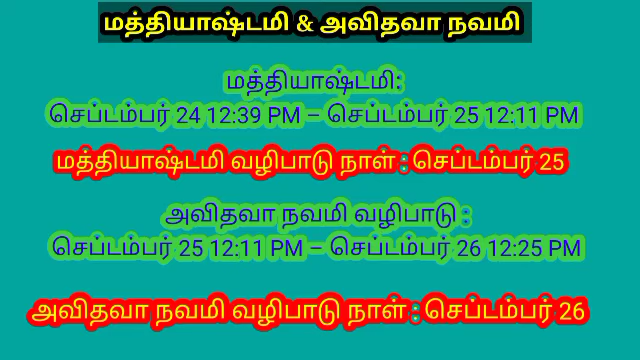 மத்தியாஷ்டமி & அவிதவா நவமி
மத்தியாஷ்டமி:
செப்டம்பர் 24 12:39 PM – செப்டம்பர் 25 12:11 PM
மத்தியாஷ்டமி வழிபாடு நாள் : செப்டம்பர் 25
அவிதவா நவமி வழிபாடு :
செப்டம்பர் 25 12:11 PM – செப்டம்பர் 26 12:25 PM
அவிதவா நவமி வழிபாடு நாள் : செப்டம்பர் 26